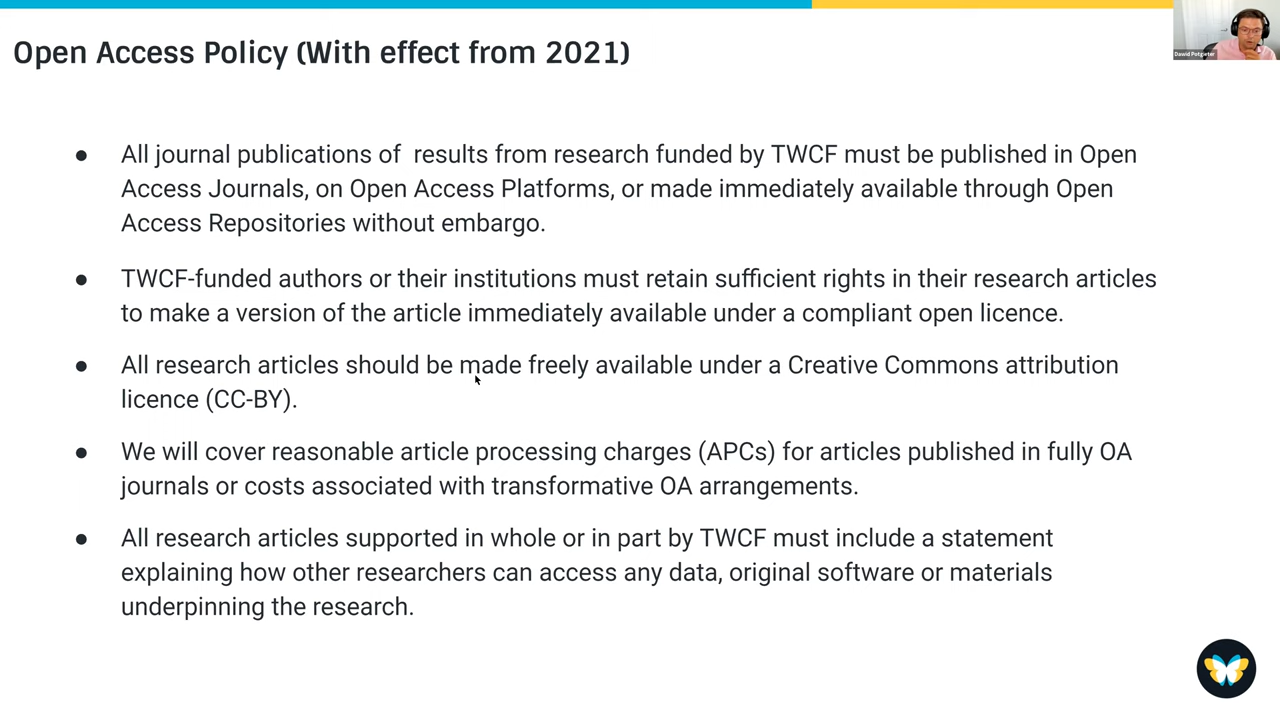 Open Access Policy (With effect from 2021)
Dawid Potgieter
● All journal publications of results from research funded by TWCF must be published in Open
Access Journals, on Open Access Platforms, or made immediately available through Open
Access Repositories without embargo.
● TWCF-funded authors or their institutions must retain sufficient rights in their research articles
to make a version of the article immediately available under a compliant open licence.
● All research articles should be made freely available under a Creative Commons attribution
licence (CC-BY).
● We will cover reasonable article processing charges (APCs) for articles published in fully OA
journals or costs associated with transformative OA arrangements.
● All research articles supported in whole or in part by TWCF must include a statement
explaining how other researchers can access any data, original software or materials
underpinning the research.